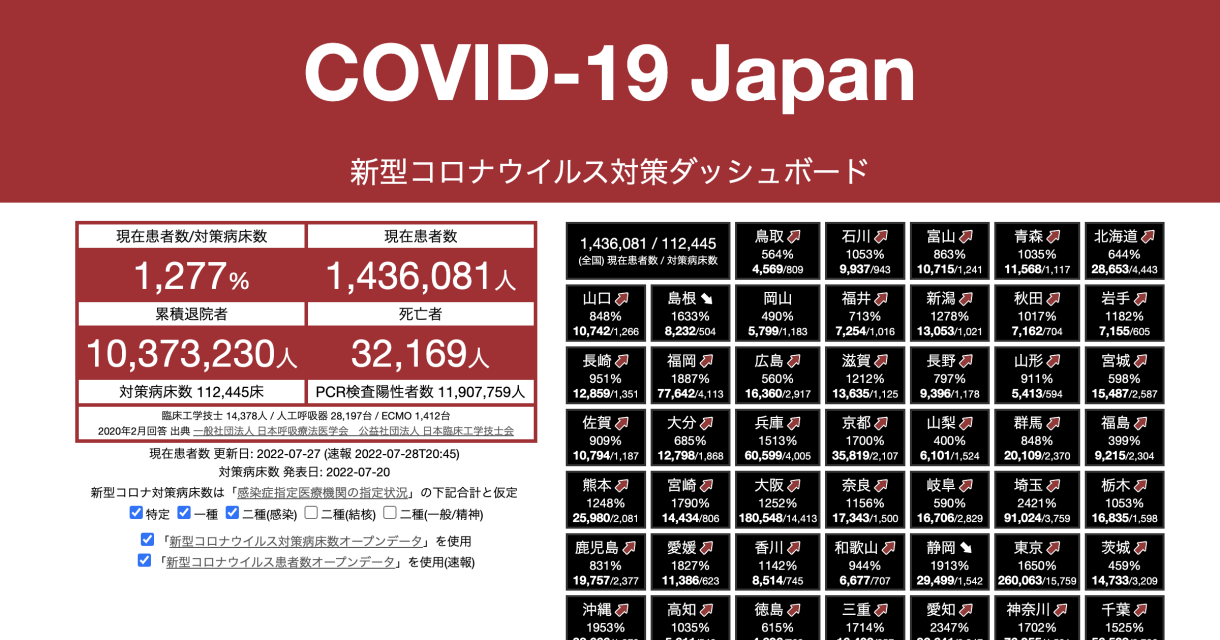 COVID-19 Japan
新型コロナウイルス対策ダッシュボード
現在患者数/対策病床数
現在患者数
1,277%
1,436,081人
累積退院者
死亡者
10,373,230人
32,169人
対策病床数 112,445床
PCR検査陽性者数 11,907,759人
臨床工学技士 14,378人 / 人工呼吸器 28,197台 / ECMO 1,412台
2020年2月回答 出典 一般社団法人 日本呼吸療法医学会　公益社団法人 日本臨床工学技士会
現在患者数 更新日: 2022-07-27 (速報 2022-07-28T20:45)
対策病床数 発表日: 2022-07-20
新型コロナ対策病床数は「感染症指定医療機関の指定状況」の下記合計と仮定
特定 一種 二種(感染) 二種(結核) 二種(一般/精神)
「新型コロナウイルス対策病床数オープンデータ」を使用
「新型コロナウイルス患者数オープンデータ」を使用(速報)
1,436,081 / 112,445
(全国) 現在患者数 / 対策病床数
鳥取
564%
4,569/809
石川
1053%
9,937/943
富山
863%
10,715/1,241
青森
1035%
11,568/1,117
北海道
644%
28,653/4,443
山口
848%
10,742/1,266
島根
1633%
8,232/504
岡山
490%
5,799/1,183
福井
713%
7,254/1,016
新潟
1278%
13,053/1,021
秋田
1017%
7,162/704
岩手
1182%
7,155/605
長崎
951%
12,859/1,351
福岡
1887%
77,642/4,113
広島
560%
16,360/2,917
滋賀
1212%
13,635/1,125
長野
797%
9,396/1,178
山形
911%
5,413/594
宮城
598%
15,487/2,587
佐賀
909%
10,794/1,187
大分
685%
12,798/1,868
兵庫
1513%
60,599/4,005
京都
1700%
35,819/2,107
山梨
400%
6,101/1,524
群馬
848%
20,109/2,370
福島
399%
9,215/2,304
熊本
1248%
25,980/2,081
宮崎
1790%
14,434/806
大阪
1252%
180,548/14,413
奈良
1156%
17,343/1,500
岐阜
590%
16,706/2,829
埼玉
2421%
91,024/3,759
栃木
1053%
16,835/1,598
鹿児島
831%
19,757/2,377
愛媛
1827%
11,386/623
香川
1142%
8,514/745
和歌山
944%
6,677/707
静岡
1913%
29,499/1,542
東京
1650%
260,063/15,759
茨城
459%
14,733/3,209
沖縄
1953%
高知
1035%
徳島
615%
三重
1714%
愛知
2347%
神奈川
1702%
千葉
1525%